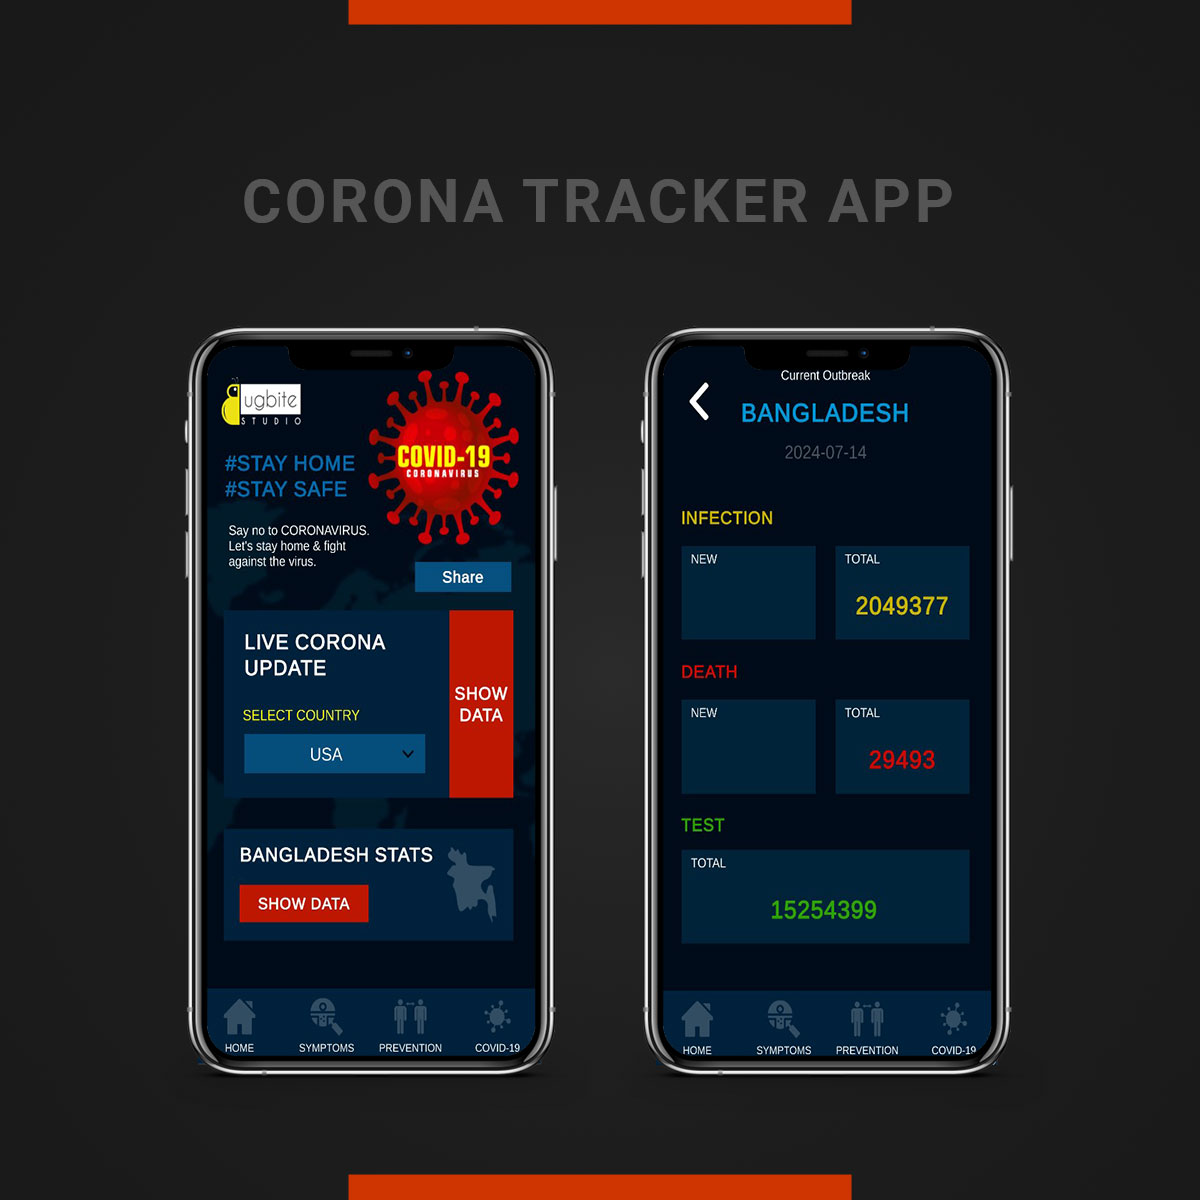 CORONA TRACKER APP
ugbite
STUDIO
#STAY HOME
#STAY SAFE
COVID-19
CORONAVIRUS
Say no to CORONAVIRUS.
Let's stay home & fight
against the virus.
Share
LIVE CORONA
UPDATE
SELECT COUNTRY
USA
SHOW
DATA
BANGLADESH STATS
SHOW DATA
HOME
SYMPTOMS
PREVENTION
COVID-19
Current Outbreak
BANGLADESH
2024-07-14
INFECTION
NEW
TOTAL
2049377
DEATH
NEW
TOTAL
29493
TEST
TOTAL
15254399
HOME
SYMPTOMS
PREVENTION
COVID-19